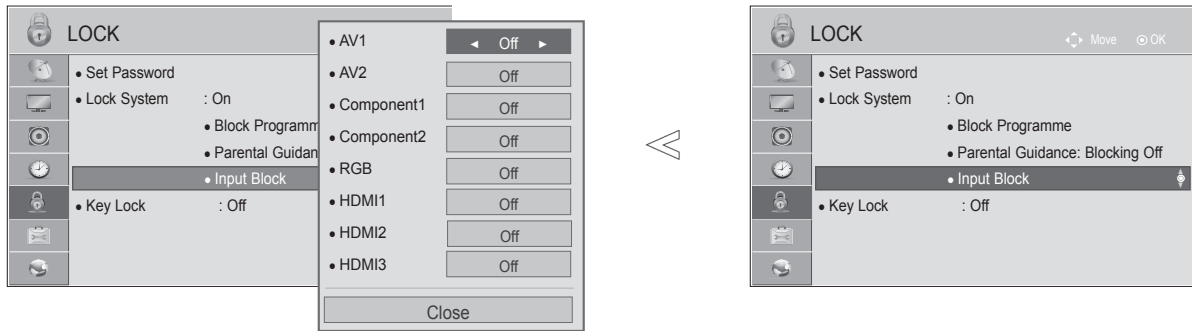 LOCK
• Set Password
• Lock System : On
• Block Programm
• Parental Guidan
• Input Block
• Key Lock : Off
• AV1 ◄ Off ►
• AV2 Off
• Component1 Off
• Component2 Off
• RGB Off
• HDMI1 Off
• HDMI2 Off
• HDMI3 Off
Close
LOCK Move OK
• Set Password
• Lock System : On
• Block Programme
• Parental Guidance: Blocking Off
• Input Block
• Key Lock : Off